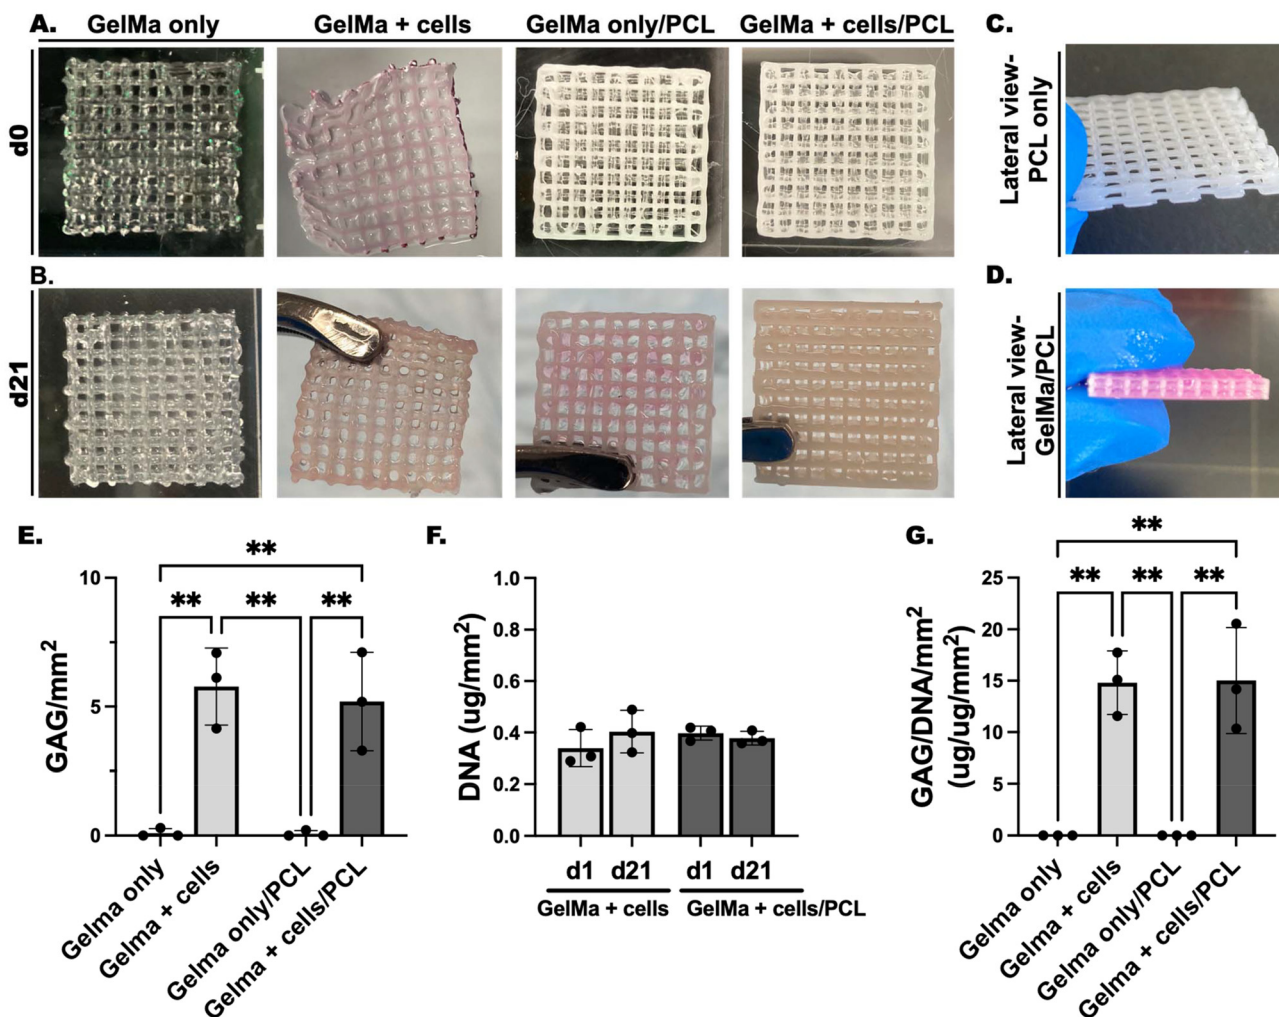 A.
GelMa only
GelMa + cells
GelMa only/PCL
GelMa + cells/PCL
d0
B.
d21
C.
Lateral view-
PCL only
D.
Lateral view-
GelMa/PCL
E.
**
**
**
**
10
5
0
GAG/mm²
Gelma only
Gelma + cells
Gelma only/PCL
Gelma + cells/PCL
F.
1.0
0.8
0.6
0.4
0.2
0.0
DNA (ug/mm²)
d1
d21
d1
d21
GelMa + cells
GelMa + cells/PCL
G.
**
**
**
**
25
20
15
10
5
0
GAG/DNA/mm²
(ug/ug/mm²)
Gelma only
Gelma + cells
Gelma only/PCL
Gelma + cells/PCL